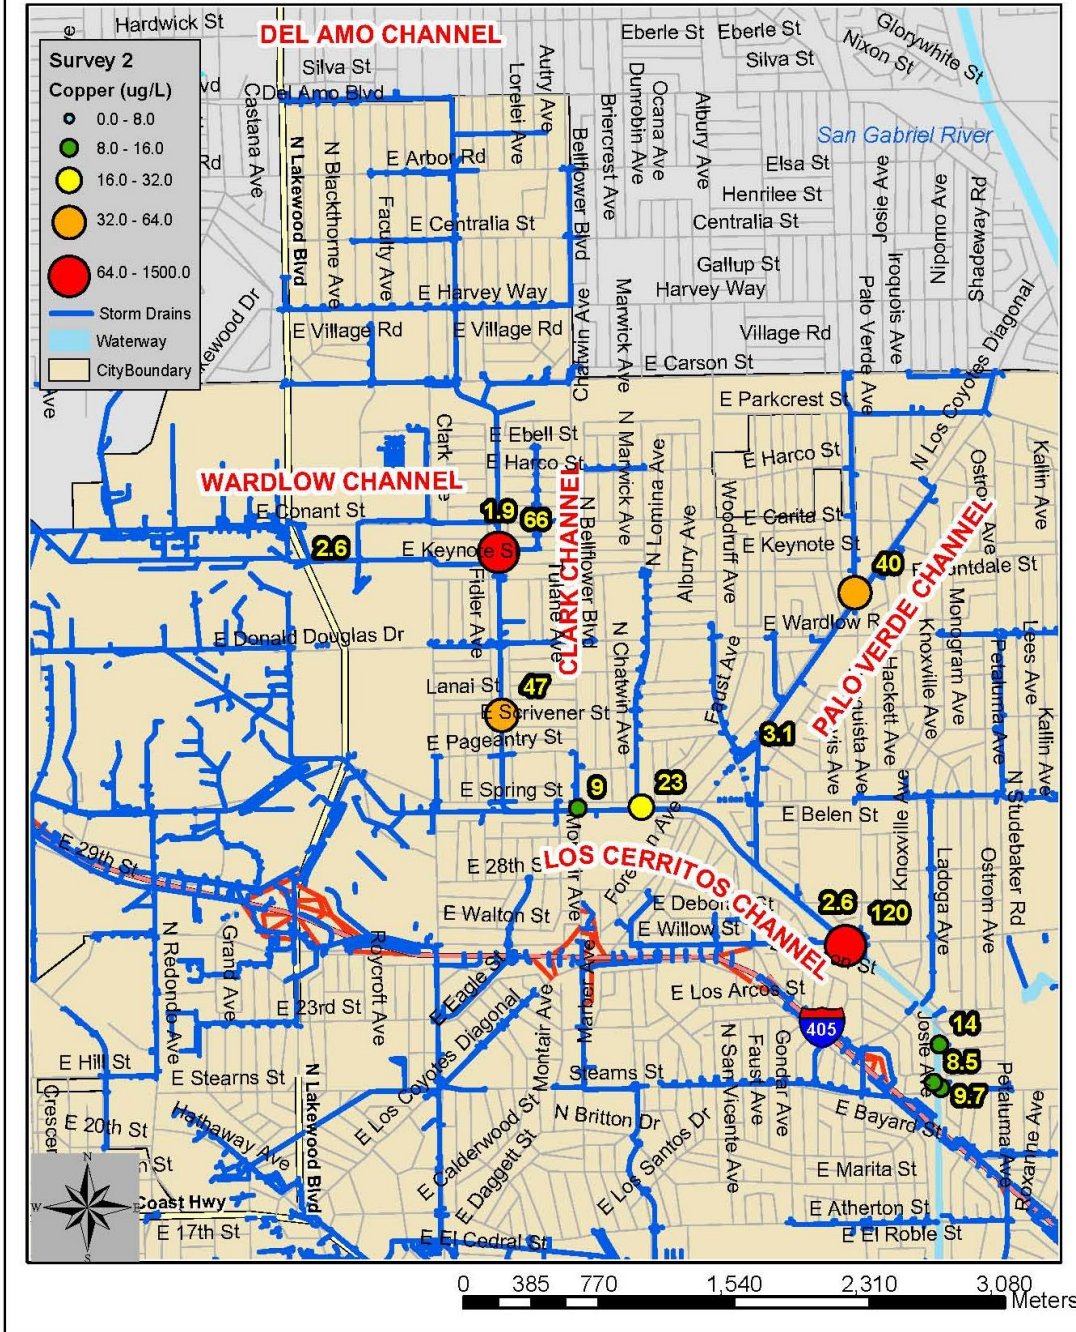 Hardwick St
DEL AMO CHANNEL
Eberle St
Eberle St
Glorywhite St
Nixon St
Silva St
Silva St
Survey 2
Copper (ug/L)
0.0 - 8.0
8.0 - 16.0
16.0 - 32.0
32.0 - 64.0
64.0 - 1500.0
Storm Drains
Waterway
CityBoundary
Del Amo Blvd
Castana Ave
N Lakewood Blvd
N Blackthorne Ave
Faculty Ave
Lorelei Ave
Autry Ave
Bellflower Blvd
Briercrest Ave
Dunrobin Ave
Ocana Ave
Albury Ave
San Gabriel River
E Arbor Rd
Elsa St
Henrilee St
Centralia St
E Centralia St
Gallup St
Josie Ave
Nipomo Ave
Shadeway Rd
Iroquois Ave
Palo Verde Ave
E Harvey Way
Harvey Way
E Village Rd
E Village Rd
Village Rd
Charwin Ave
Marwick Ave
E Carson St
N Los Coyotes Diagonal
E Parkcrest St
Clark
E Ebell St
E Harco St
E Harco St
N Marwick Ave
N Lomina Ave
Albury Ave
Woodruff Ave
Kallin Ave
WARDLOW CHANNEL
E Conant St
1.9
66
CLARK CHANNEL
N Bellflower Blvd
E Carita St
2.6
E Keynote S
E Keynote St
40
Fidler Ave
Tulane Ave
PALO VERDE CHANNEL
E Wardlow R
E Donald Douglas Dr
N Chatwin Ave
Faust Ave
Hackett Ave
Knoxville Ave
Monogram Ave
Petaluma Ave
Lees Ave
Kallin Ave
Lanai St
47
E Scrivener St
E Pageantry St
3.1
E Spring St
9
23
E Belen St
Knoxville Ave
N Studebaker Rd
E 29th St
E 28th S
LOS CERRITOS CHANNEL
Ladoga Ave
Ostrom Ave
E Walton St
E Willow St
2.6
120
N Redondo Ave
Grand Ave
Roycroft Ave
E Eagle St
E 23rd St
E Los Arcos St
405
Josie Ave
14
8.5
9.7
E Hill St
E Stearns St
N Lakewood Blvd
E Los Coyotes Diagonal
Montair Ave
Stearns St
N San Vicente Ave
Faust Ave
Gondar Ave
E Bayard St
Petaluma Ave
Roxanne Ave
E 20th St
Hathaway Ave
E Calderwood St
E Daggett St
N Britton Dr
E Los Santos Dr
E Marita St
N
W
E
S
Coast Hwy
E 17th St
E El Cedral St
E Atherton St
E El Roble St
0 385 770 1,540 2,310 3,080
Meters